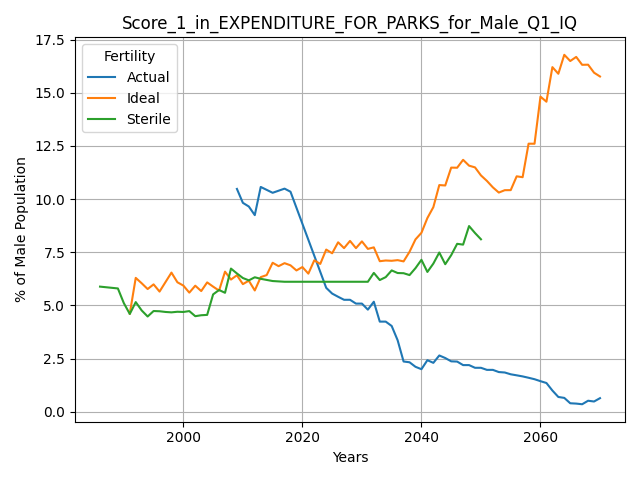 Score_1_in_EXPENDITURE_FOR_PARKS_for_Male_Q1_IQ
17.5
15.0
12.5
10.0
7.5
5.0
2.5
0.0
% of Male Population
Fertility
Actual
Ideal
Sterile
2000
2020
2040
2060
Years